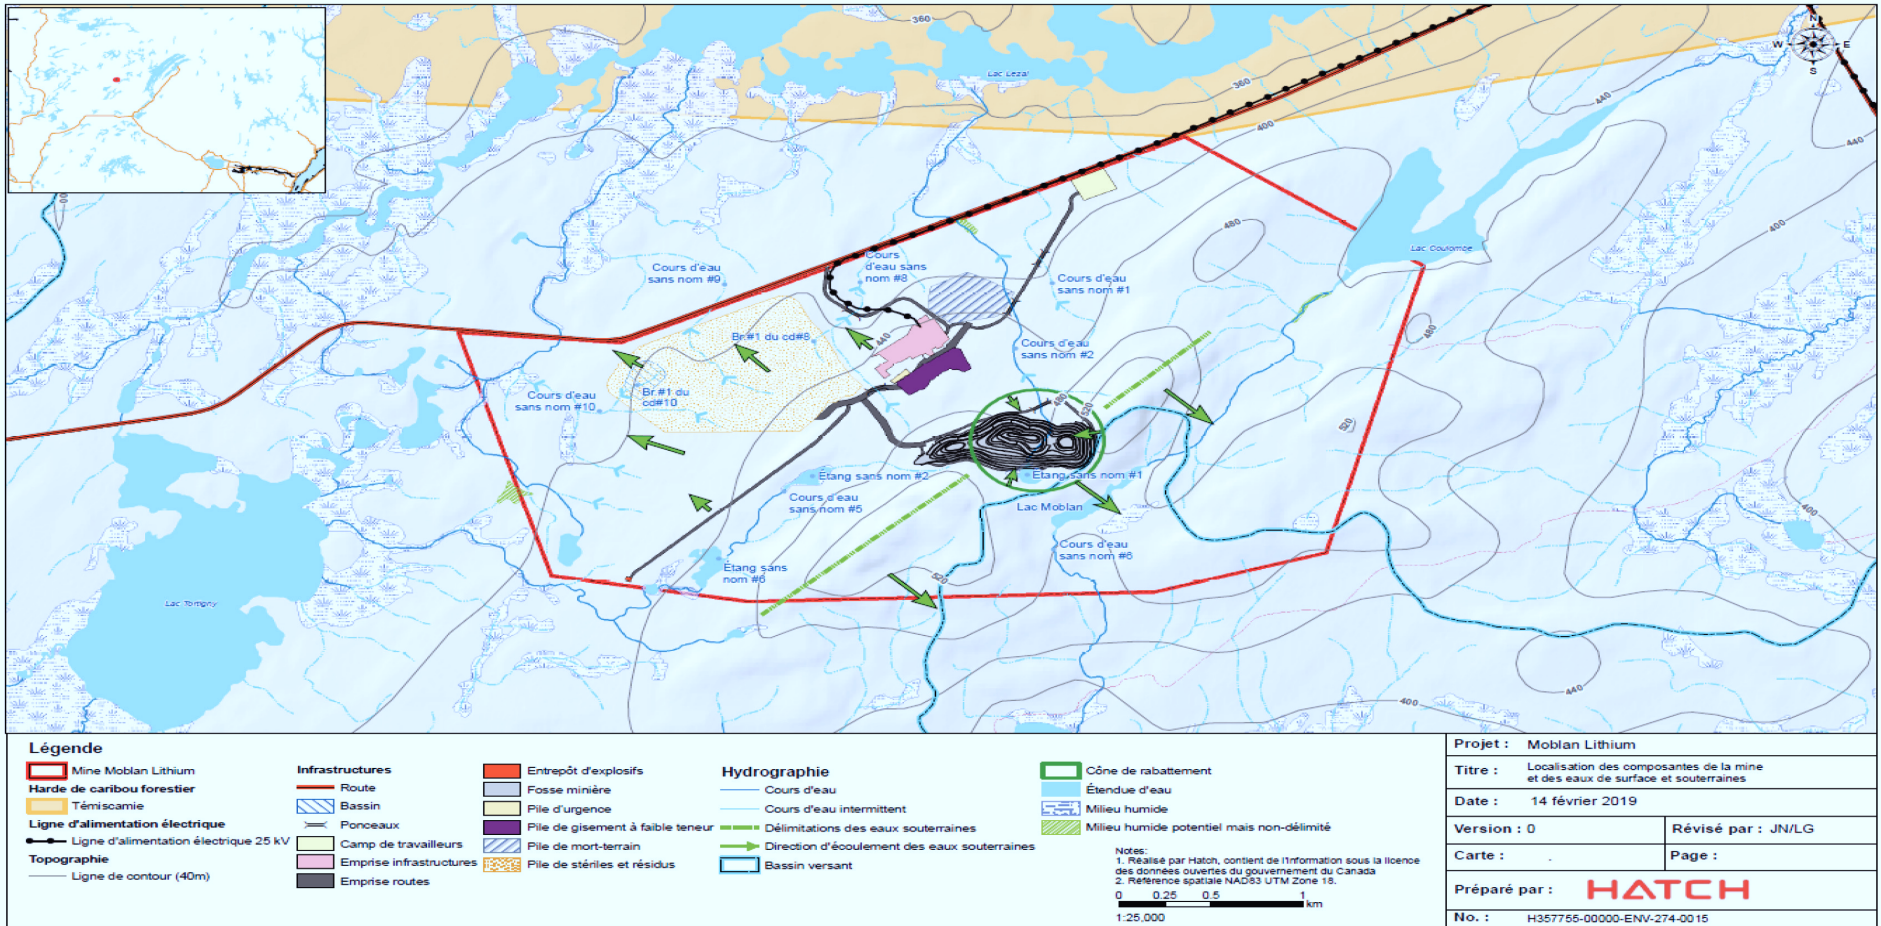 360
Lac Lezai
N
W
E
S
360
400
440
440
00
480
400
Lac Coulombe
Cours d'eau
sans nom #9
Cours
d'eau sans
nom #8
Cours d'eau
sans nom #1
480
Br.#1 du cd#8
440
Cours d'eau
sans nom #2
Cours d'eau
sans nom #10
Br.#1 du
cd#10
480
520
520
Étang sans nom #2
Étang sans nom #1
Cours d'eau
sans nom #5
Lac Moblan
400
Cours d'eau
sans nom #6
Étang sans
nom #6
520
Lac Torrigny
440
400
Légende
Mine Moblan Lithium
Harde de caribou forestier
Témiscamie
Ligne d'alimentation électrique
Ligne d'alimentation électrique 25 kV
Topographie
Ligne de contour (40m)
Infrastructures
Route
Bassin
Ponceaux
Camp de travailleurs
Emprise infrastructures
Emprise routes
Entrepôt d'explosifs
Fosse minière
Pile d'urgence
Pile de gisement à faible teneur
Pile de mort-terrain
Pile de stériles et résidus
Hydrographie
Cours d'eau
Cours d'eau intermittent
Délimitations des eaux souterraines
Direction d'écoulement des eaux souterraines
Bassin versant
Cône de rabattement
Étendue d'eau
Milieu humide
Milieu humide potentiel mais non-délimité
Notes:
1. Réalisé par Hatch, contient de l'information sous la licence
des données ouvertes du gouvernement du Canada
2. Référence spatiale NAD83 UTM Zone 18.
0 0.25 0.5 1
km
1:25,000
Projet : Moblan Lithium
Titre : Localisation des composantes de la mine
et des eaux de surface et souterraines
Date : 14 février 2019
Version : 0
Révisé par : JN/LG
Carte : .
Page :
Préparé par : HATCH
No. : H357755-00000-ENV-274-0015